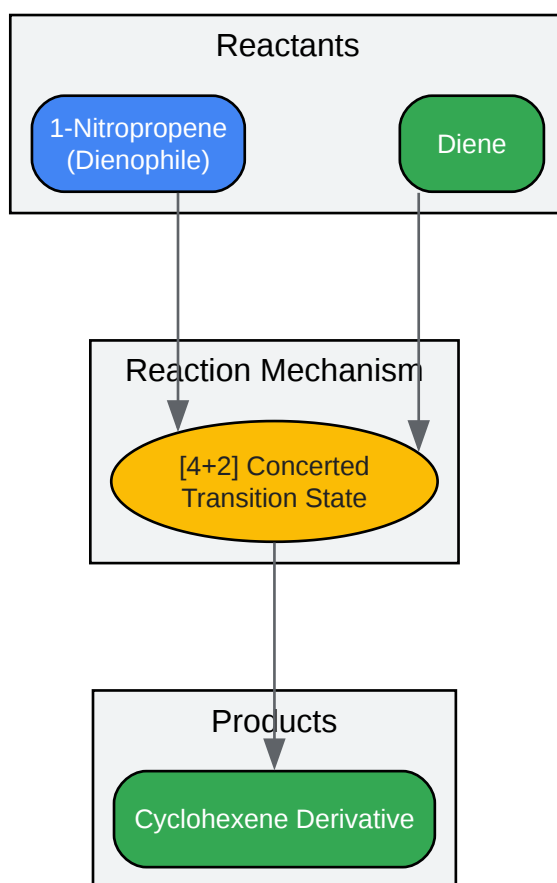 Reactants
1-Nitropropene
(Dienophile)
Diene
Reaction Mechanism
[4+2] Concerted
Transition State
Products
Cyclohexene Derivative